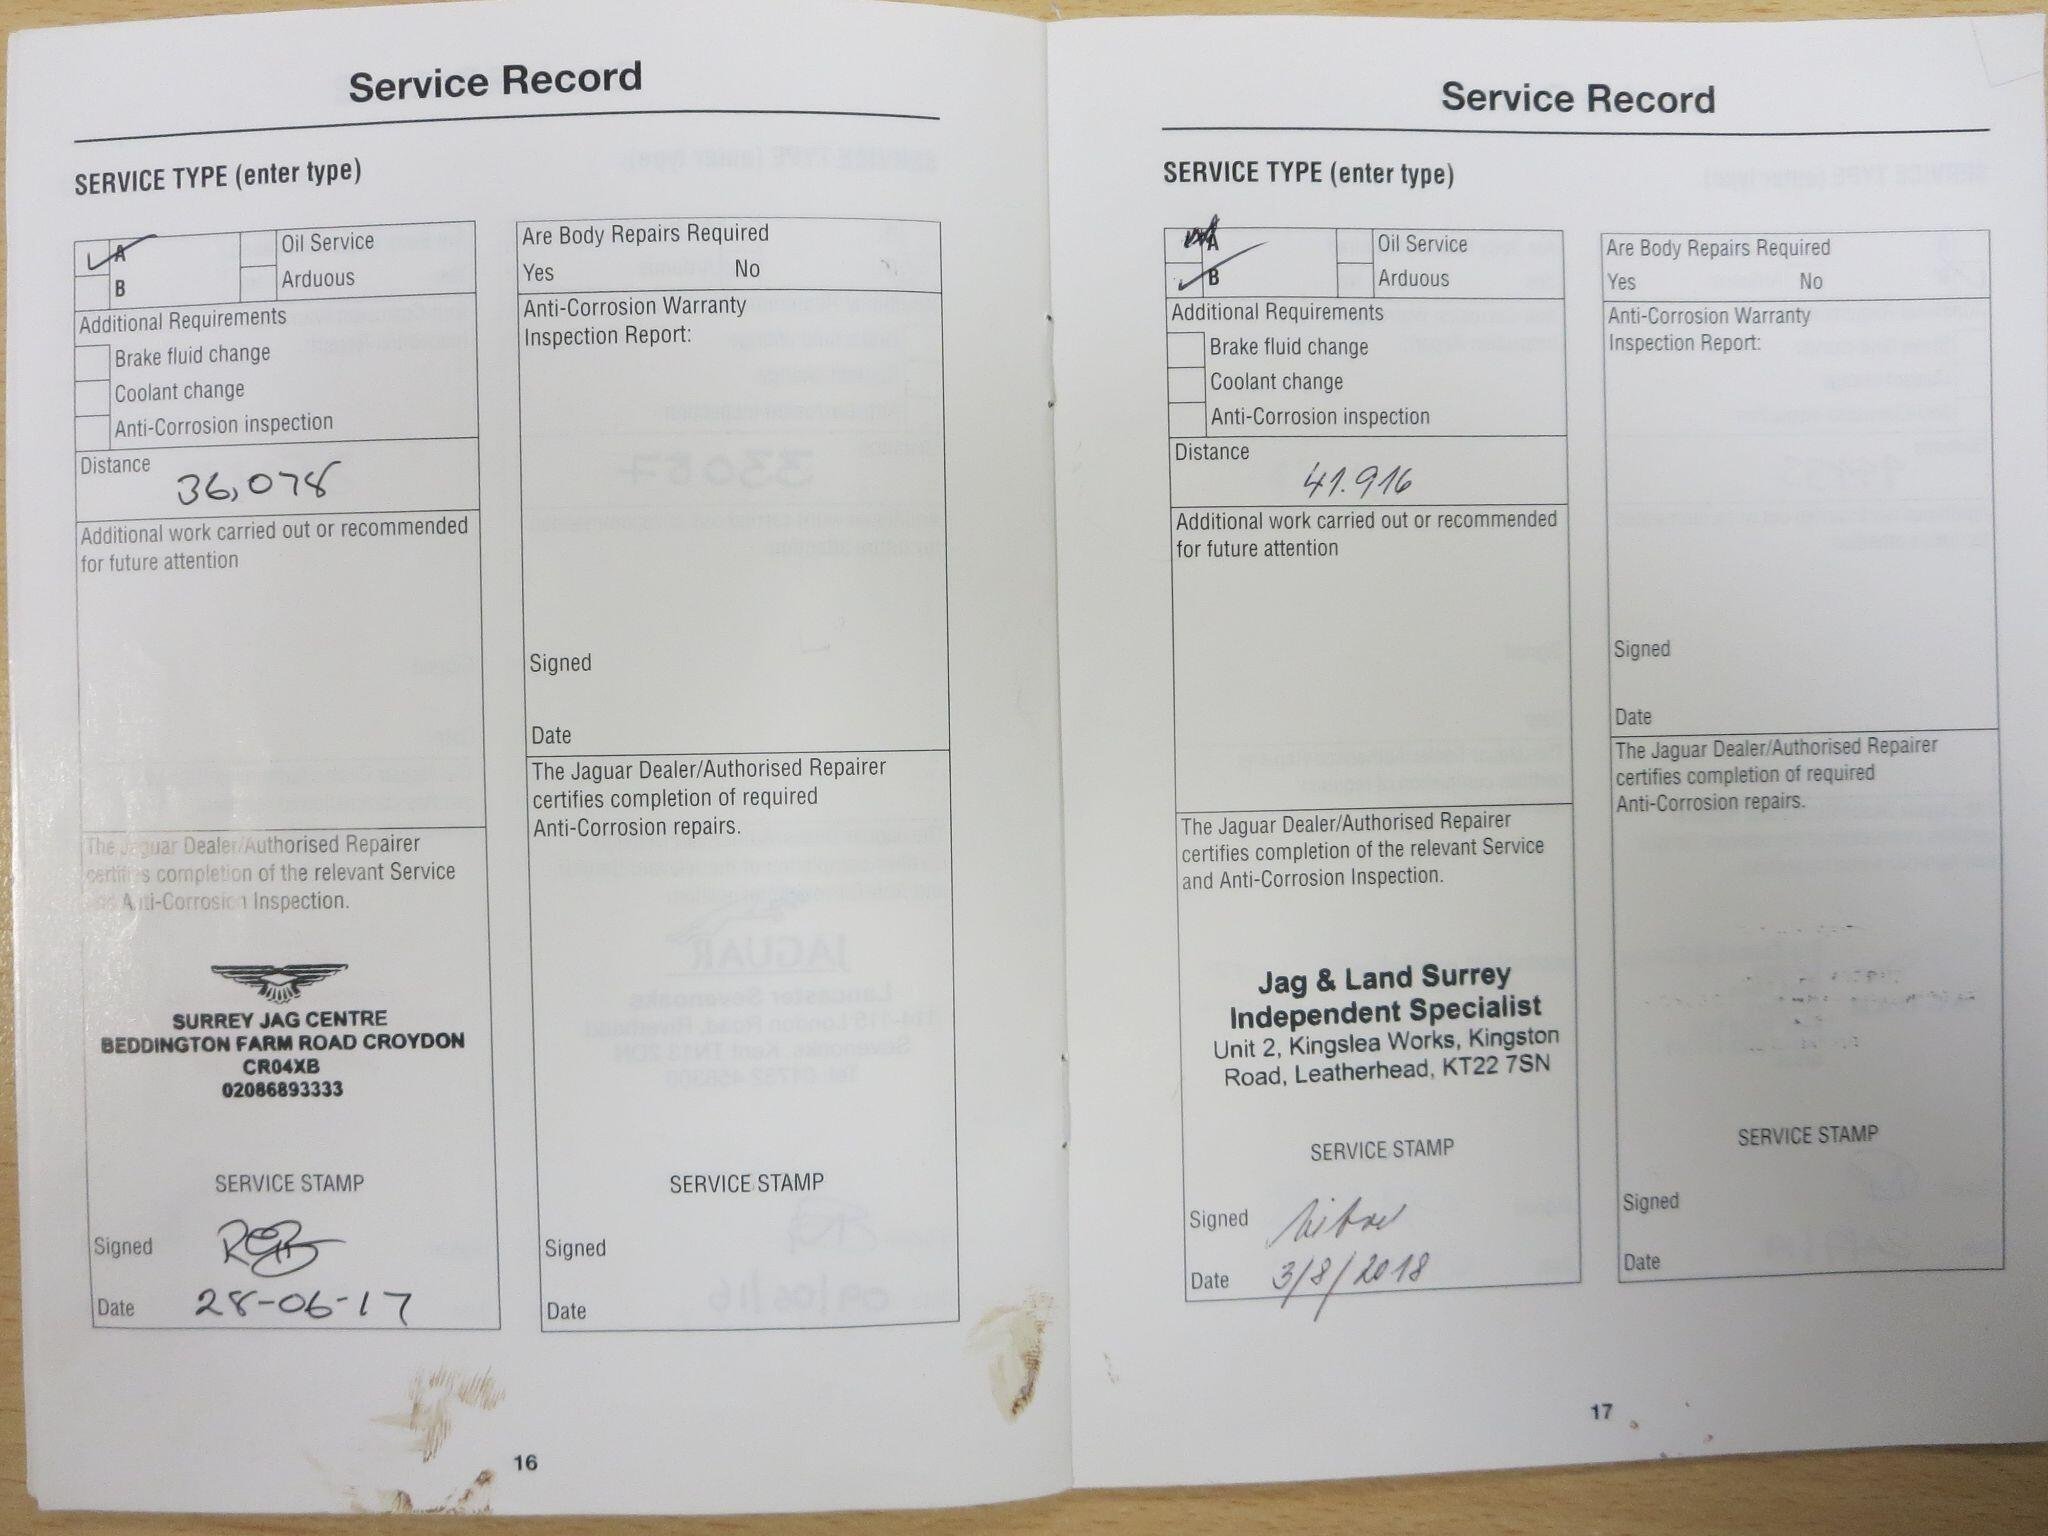 Service Record
SERVICE TYPE (enter type)
A
Oil Service
B
Arduous
Additional Requirements
Brake fluid change
Coolant change
Anti-Corrosion inspection
Distance
36,078
Additional work carried out or recommended
for future attention
The Jaguar Dealer/Authorised Repairer
certifies completion of the relevant Service
and Anti-Corrosion Inspection.
SURREY JAG CENTRE
BEDDINGTON FARM ROAD CROYDON
CR04XB
02086893333
SERVICE STAMP
Signed
Date 28-06-17
Are Body Repairs Required
Yes No
Anti-Corrosion Warranty
Inspection Report:
Signed
Date
The Jaguar Dealer/Authorised Repairer
certifies completion of required
Anti-Corrosion repairs.
SERVICE STAMP
Signed
Date
16
Service Record
SERVICE TYPE (enter type)
A
Oil Service
B
Arduous
Additional Requirements
Brake fluid change
Coolant change
Anti-Corrosion inspection
Distance
41.916
Additional work carried out or recommended
for future attention
The Jaguar Dealer/Authorised Repairer
certifies completion of the relevant Service
and Anti-Corrosion Inspection.
Jag & Land Surrey
Independent Specialist
Unit 2, Kingslea Works, Kingston
Road, Leatherhead, KT22 7SN
SERVICE STAMP
Signed
Date 3/8/2018
Are Body Repairs Required
Yes No
Anti-Corrosion Warranty
Inspection Report:
Signed
Date
The Jaguar Dealer/Authorised Repairer
certifies completion of required
Anti-Corrosion repairs.
SERVICE STAMP
Signed
Date
17